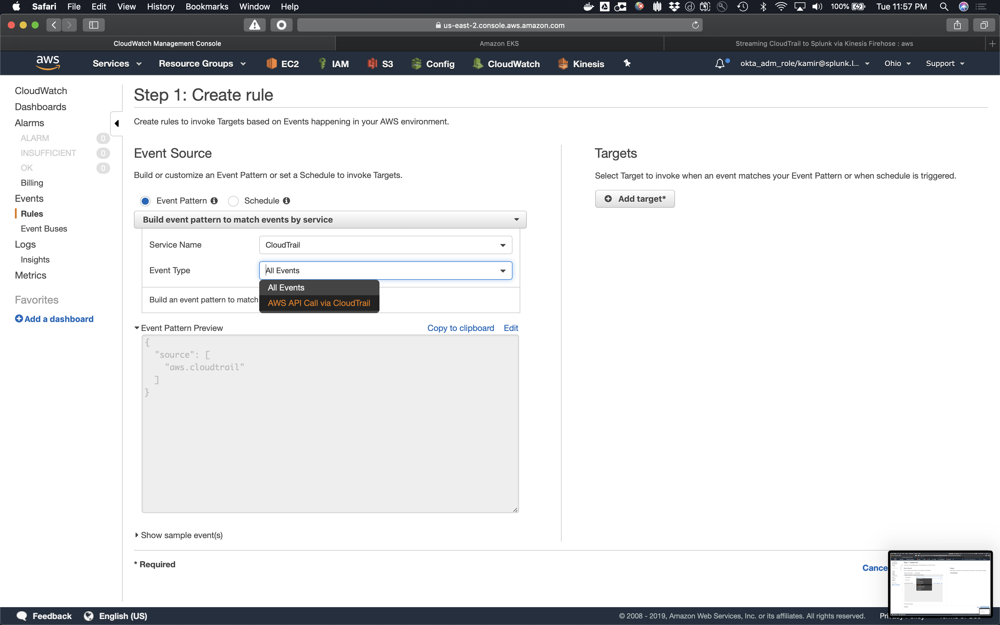 Safari File Edit View History Bookmarks Window Help 100% Tue 11:57 PM
us-east-2.console.aws.amazon.com
CloudWatch Management Console Amazon EKS Streaming CloudTrail to Splunk via Kinesis Firehose : aws
aws Services Resource Groups EC2 IAM S3 Config CloudWatch Kinesis okta_adm_role/kamir@splunk.l... Ohio Support
CloudWatch
Dashboards
Alarms
ALARM 0
INSUFFICIENT 0
OK 0
Billing
Events
Rules
Event Buses
Logs
Insights
Metrics
Favorites
Add a dashboard
Step 1: Create rule
Create rules to invoke Targets based on Events happening in your AWS environment.
Event Source
Build or customize an Event Pattern or set a Schedule to invoke Targets.
Event Pattern Schedule
Build event pattern to match events by service
Service Name CloudTrail
Event Type All Events
All Events
AWS API Call via CloudTrail
Build an event pattern to match
Event Pattern Preview Copy to clipboard Edit
{
"source": [
"aws.cloudtrail"
]
}
Show sample event(s)
* Required
Targets
Select Target to invoke when an event matches your Event Pattern or when schedule is triggered.
Add target*
Cance
Feedback English (US) © 2008 - 2019, Amazon Web Services, Inc. or its affiliates. All rights reserved.